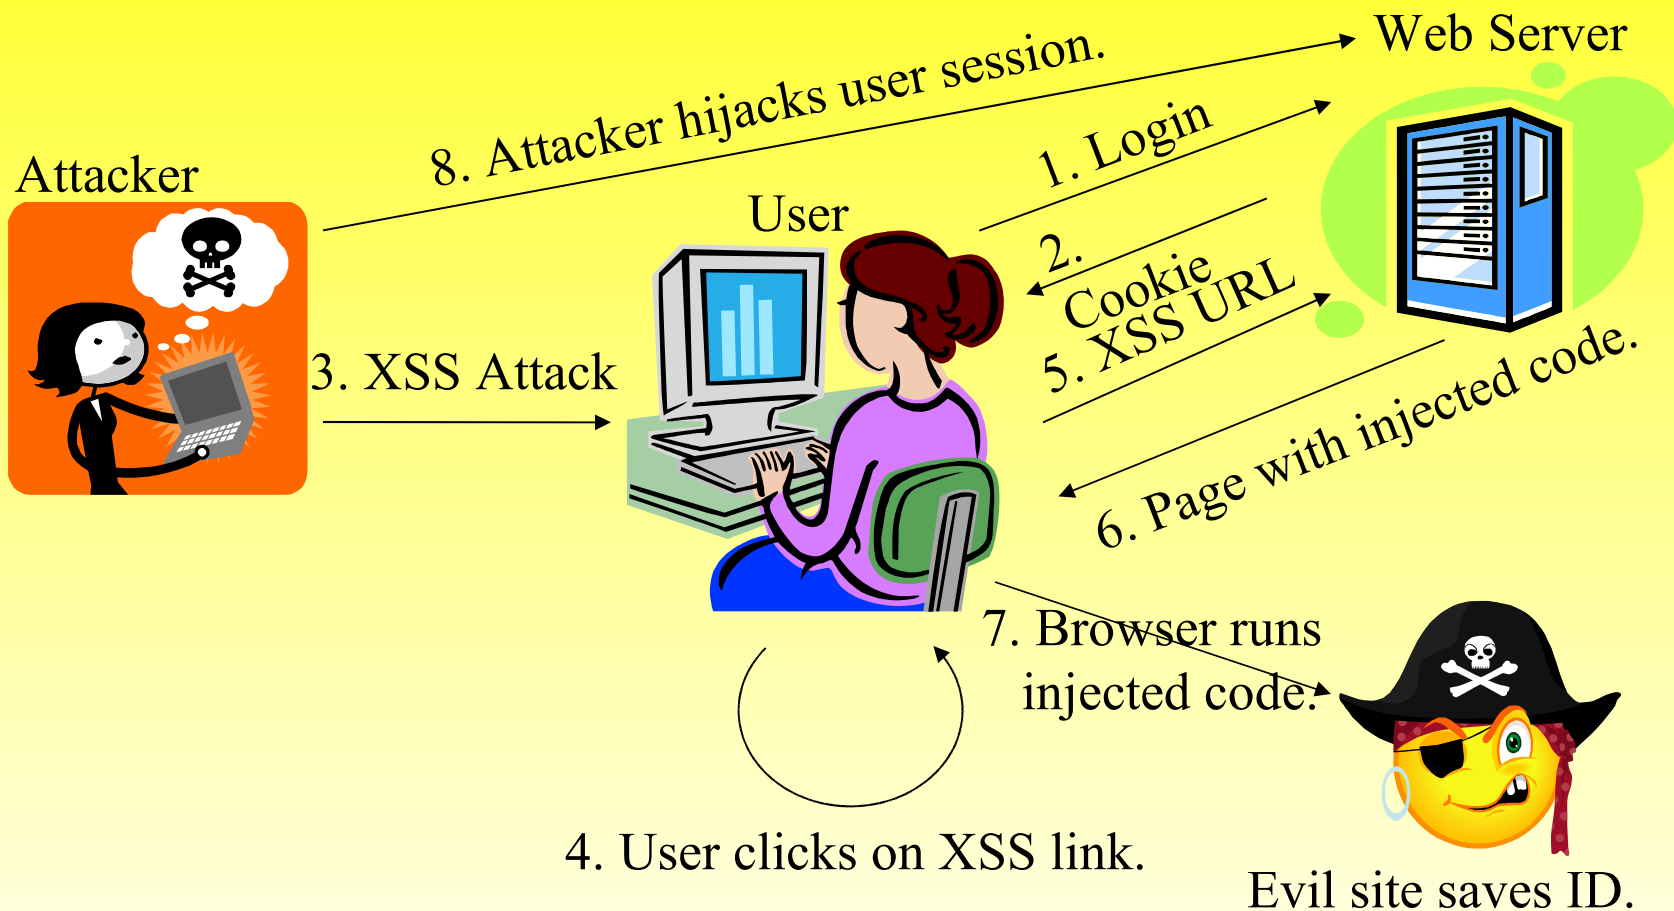 Web Server
8. Attacker hijacks user session.
1. Login
Attacker
User
2.
Cookie
3. XSS Attack
5. XSS URL
6. Page with injected code.
7. Browser runs
injected code.
4. User clicks on XSS link.
Evil site saves ID.